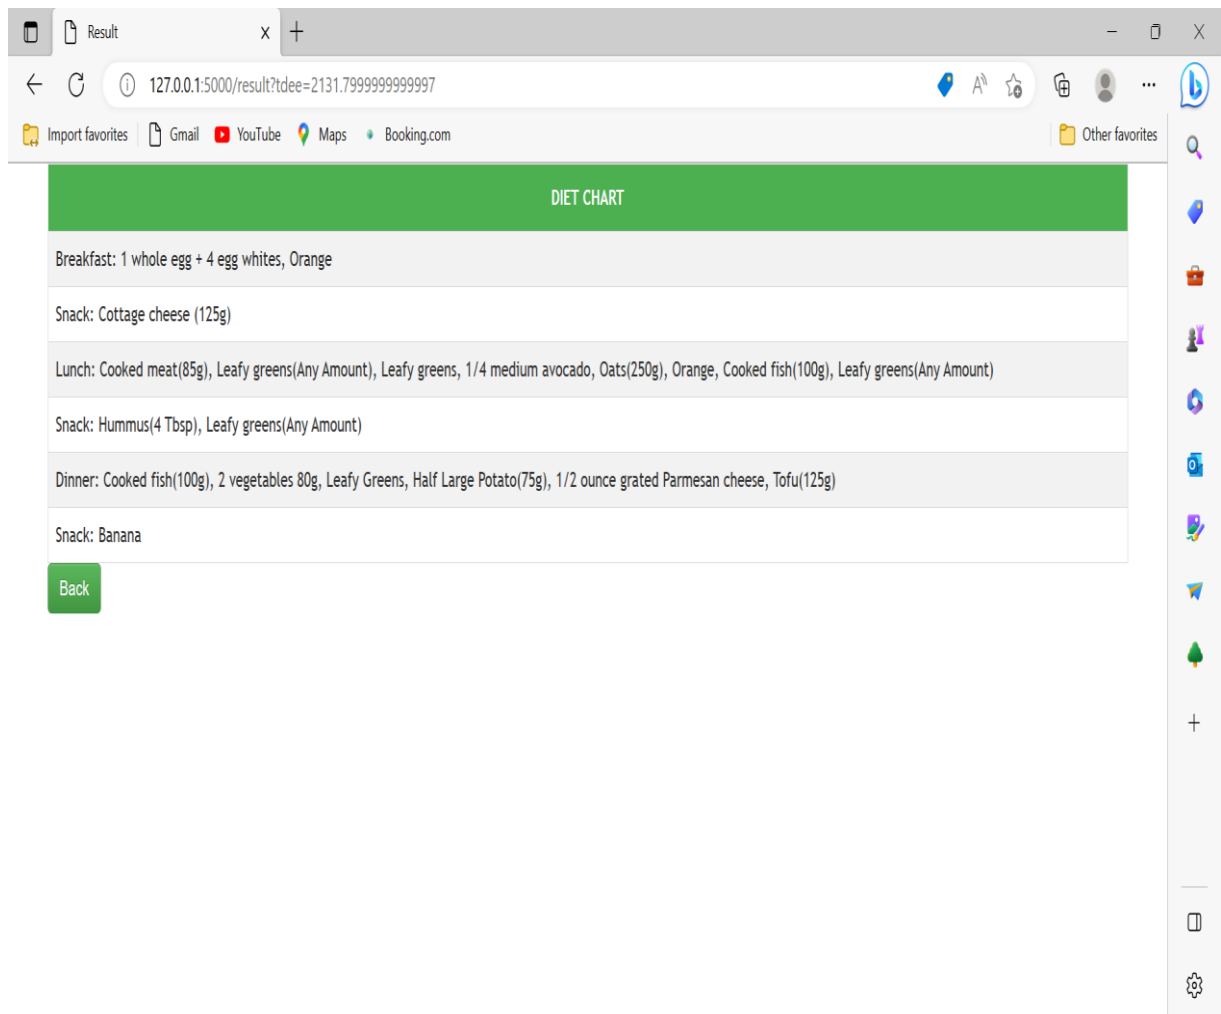 Result
127.0.0.1:5000/result?tdee=2131.7999999999997
Import favorites Gmail YouTube Maps Booking.com Other favorites
DIET CHART
Breakfast: 1 whole egg + 4 egg whites, Orange
Snack: Cottage cheese (125g)
Lunch: Cooked meat(85g), Leafy greens(Any Amount), Leafy greens, 1/4 medium avocado, Oats(250g), Orange, Cooked fish(100g), Leafy greens(Any Amount)
Snack: Hummus(4 Tbsp), Leafy greens(Any Amount)
Dinner: Cooked fish(100g), 2 vegetables 80g, Leafy Greens, Half Large Potato(75g), 1/2 ounce grated Parmesan cheese, Tofu(125g)
Snack: Banana
Back